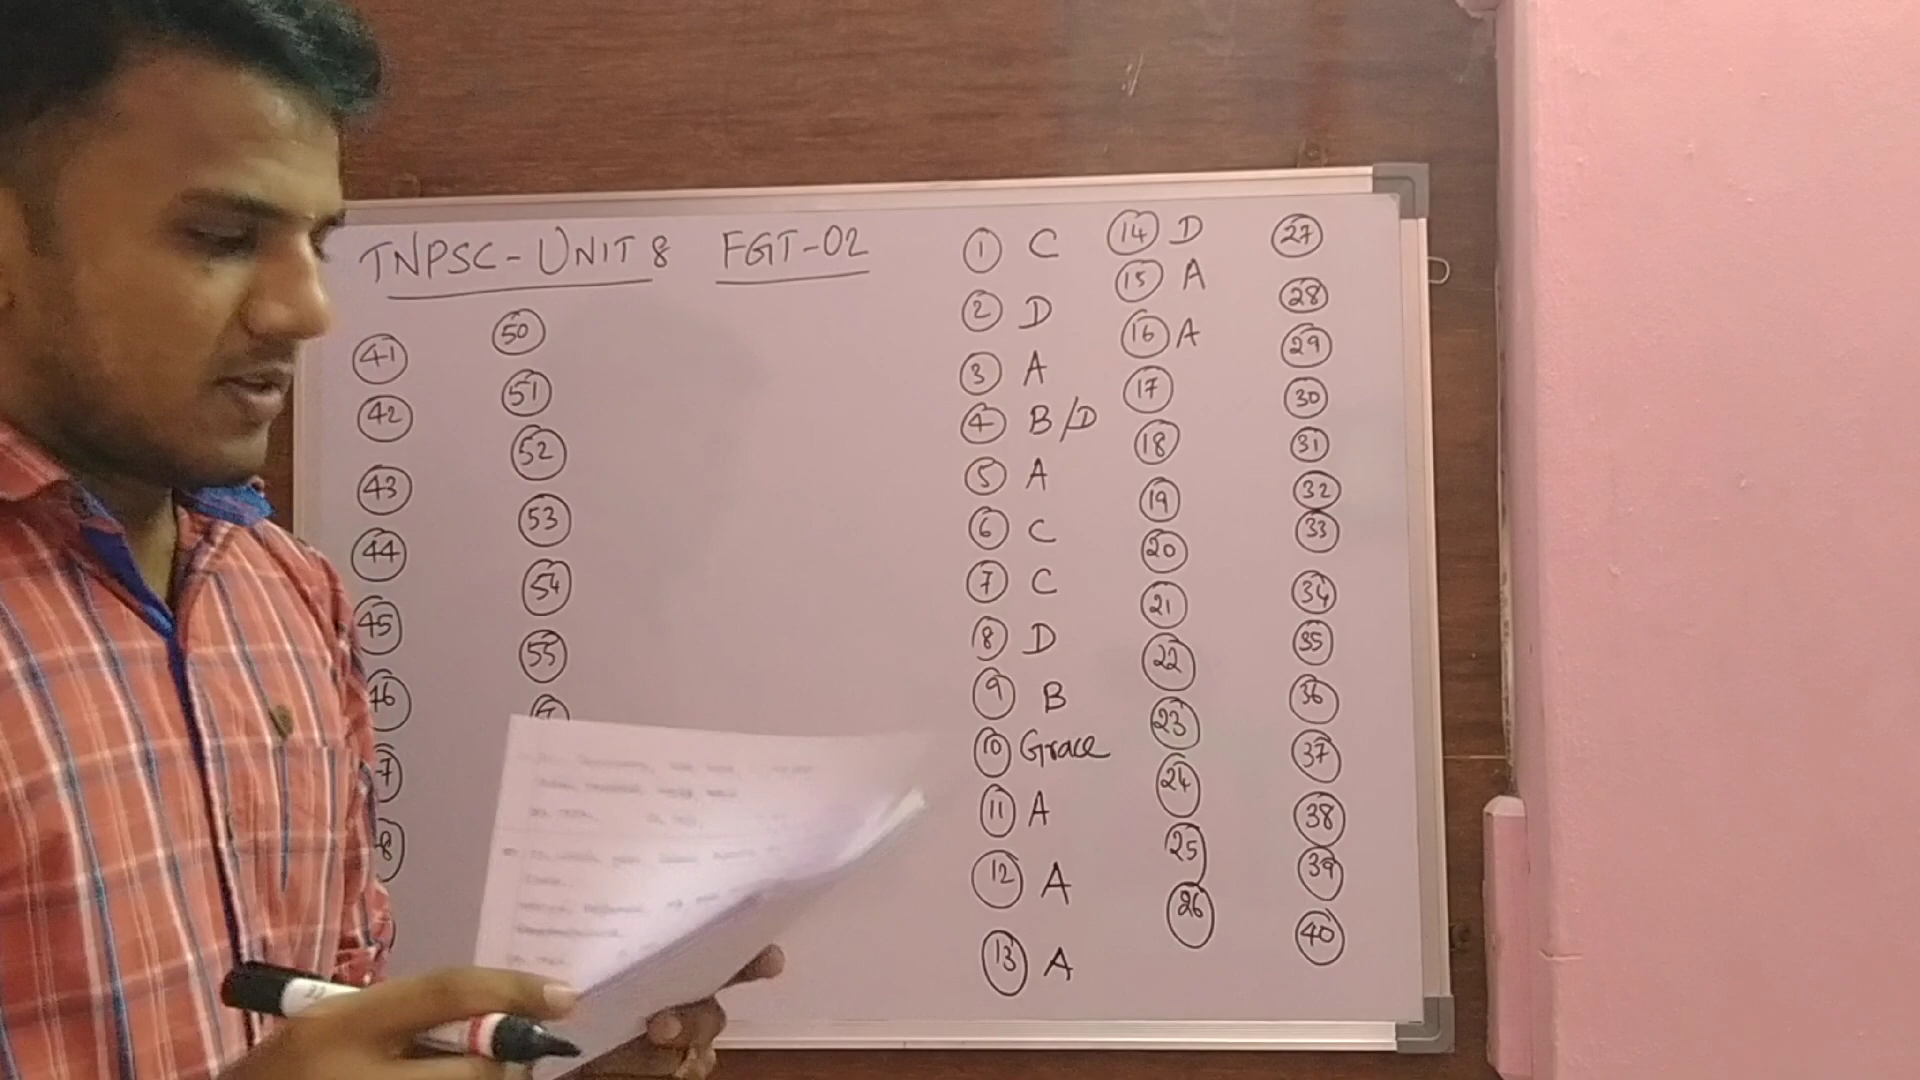 TNPSC - UNIT 8 FGT-02
41
42
43
44
45
50
51
52
53
54
55
1 C
2 D
3 A
4 B/D
5 A
6 C
7 C
8 D
9 B
10 Grace
11 A
12 A
13 A
14 D
15 A
16 A
17
18
19
20
21
22
23
24
25
26
27
28
29
30
31
32
33
34
35
36
37
38
39
40